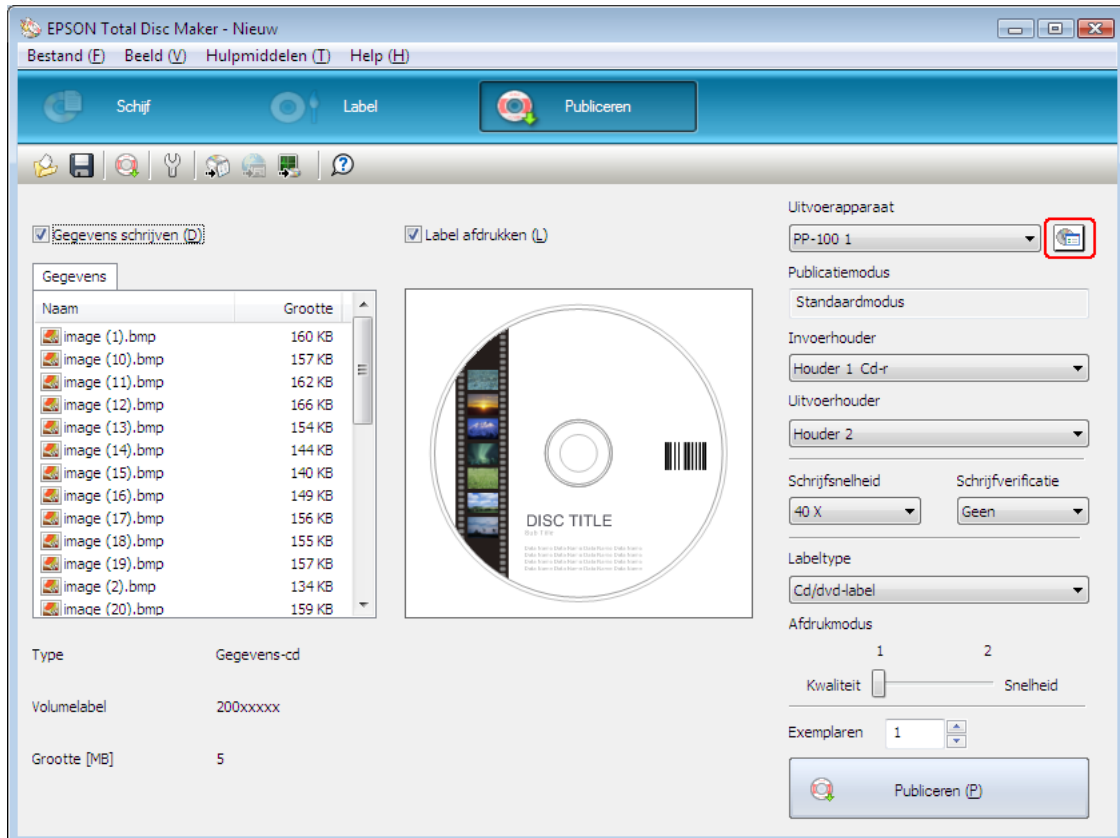 EPSON Total Disc Maker - Nieuw
Bestand (F) Beeld (V) Hulpmiddelen (T) Help (H)
Schijf Label Publiceren
Gegevens schrijven (D)
Label afdrukken (L)
Gegevens
Naam Grootte
image (1).bmp 160 KB
image (10).bmp 157 KB
image (11).bmp 162 KB
image (12).bmp 166 KB
image (13).bmp 154 KB
image (14).bmp 144 KB
image (15).bmp 140 KB
image (16).bmp 149 KB
image (17).bmp 156 KB
image (18).bmp 155 KB
image (19).bmp 157 KB
image (2).bmp 134 KB
image (20).bmp 159 KB
DISC TITLE
Sub Title
Type Gegevens-cd
Volumelabel 200xxxxx
Grootte [MB] 5
Uitvoerapparaat
PP-100 1
Publicatiemodus
Standaardmodus
Invoerhouder
Houder 1 Cd-r
Uitvoerhouder
Houder 2
Schrijfsnelheid Schrijfverificatie
40 X Geen
Labeltype
Cd/dvd-label
Afdrukmodus
1 2
Kwaliteit Snelheid
Exemplaren 1
Publiceren (P)